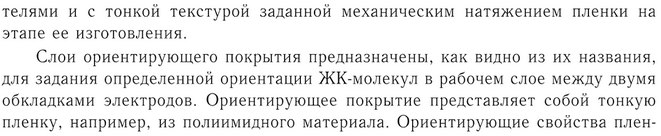 телями и с тонкой текстурой заданной механическим натяжением пленки на
этапе ее изготовления.
Слои ориентирующего покрытия предназначены, как видно из их названия,
для задания определенной ориентации ЖК-молекул в рабочем слое между двумя
обкладками электродов. Ориентирующее покрытие представляет собой тонкую
пленку, например, из полиимидного материала. Ориентирующие свойства плен-